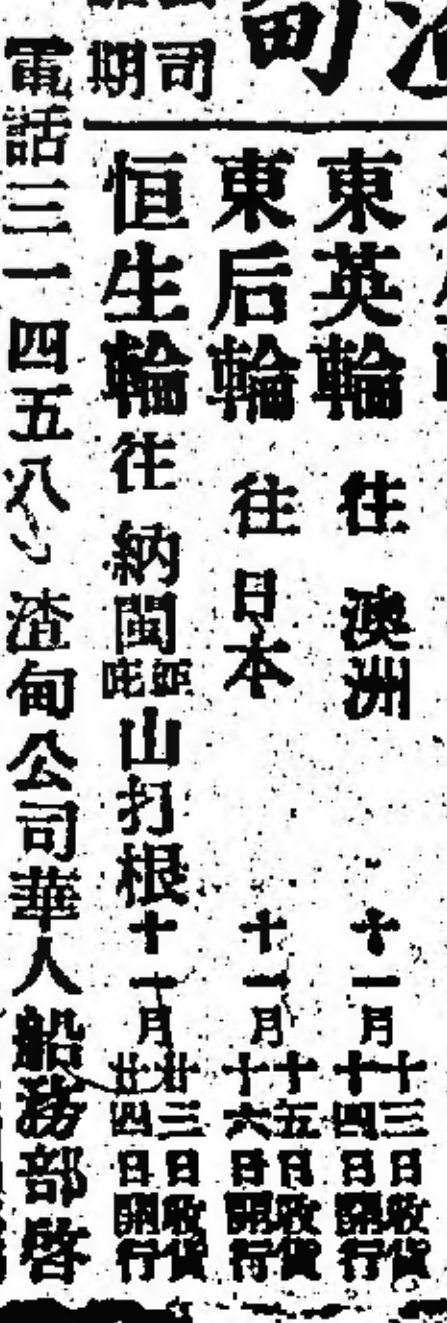 甸
司
期
東英輪 往 澳洲 十一月 十三日收貨 十四日開行
東后輪 往 日本 十一月 十五日收貨 十六日開行
恒生輪 往 納閩 山打根 十一月 廿三日收貨 廿四日開行
電話三一四五八、渣甸公司華人船務部啓